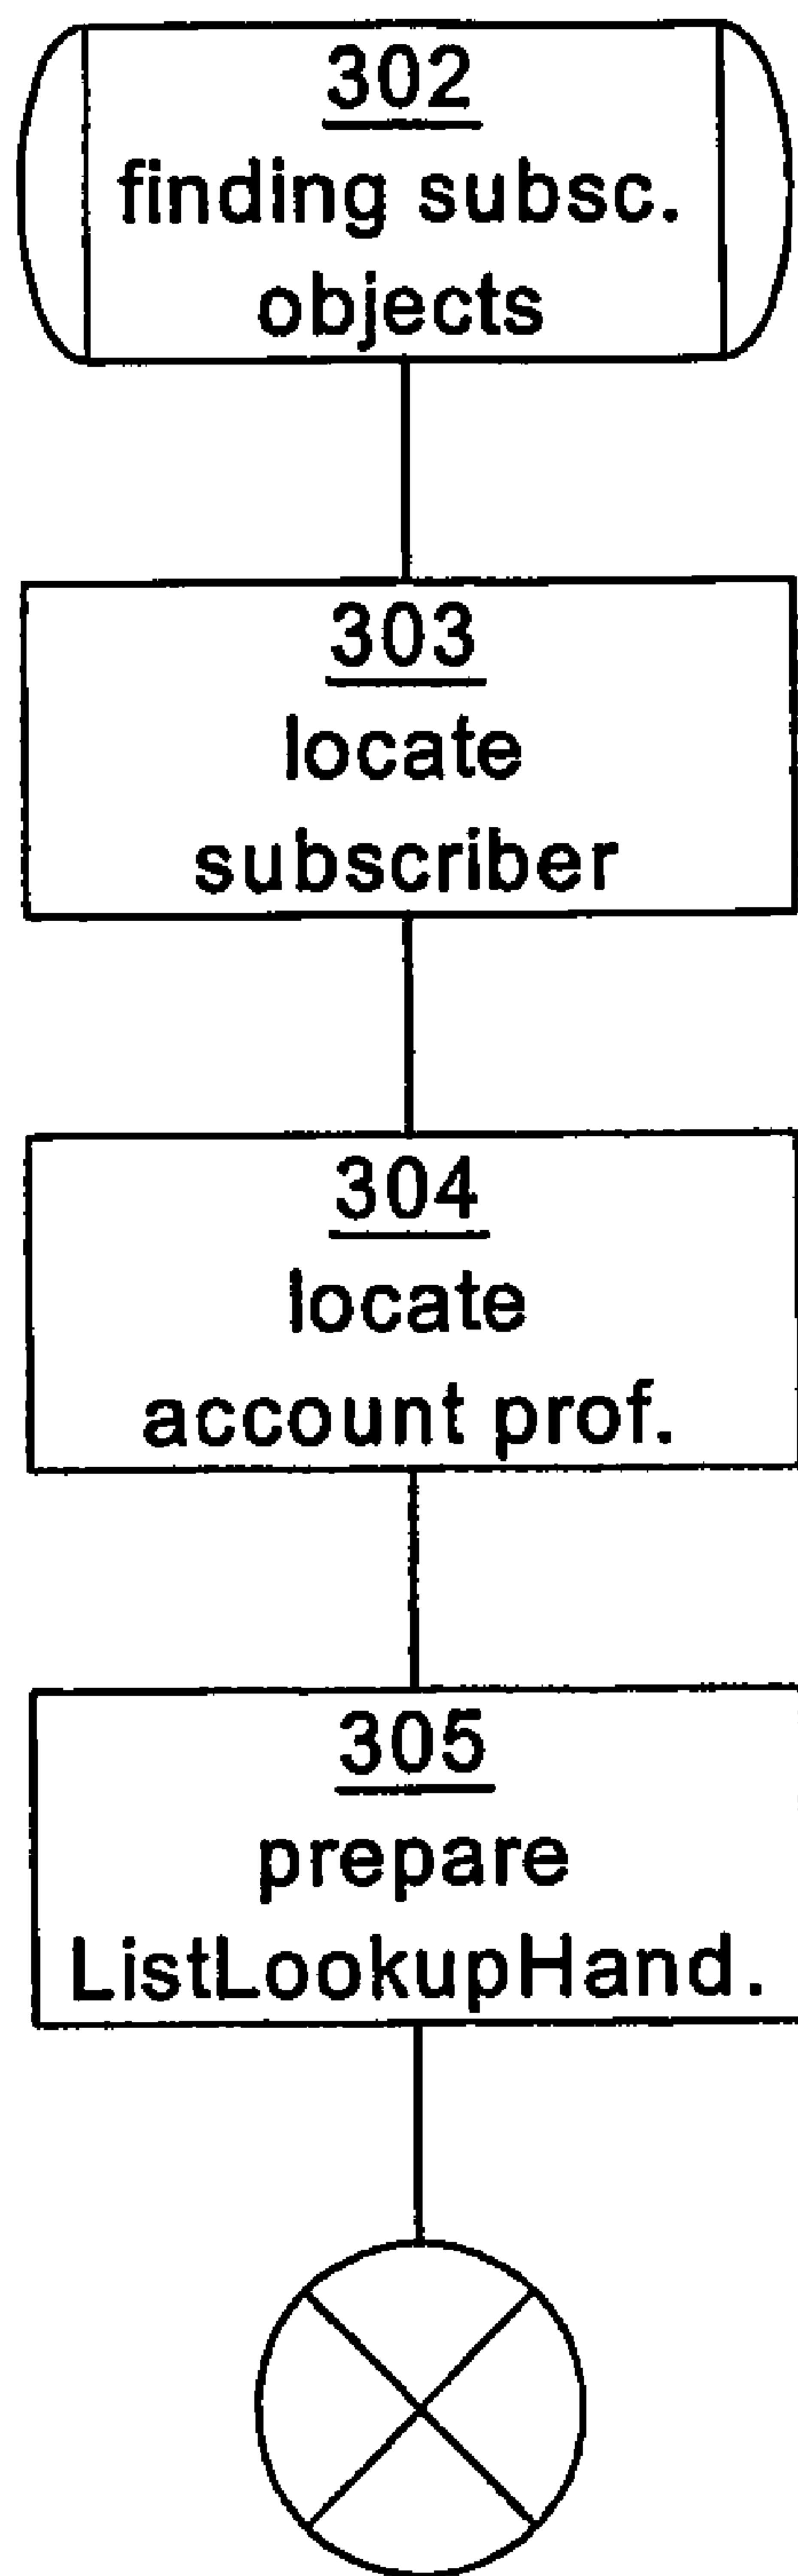 302
finding subsc.
objects
303
locate
subscriber
304
locate
account prof.
305
prepare
ListLookupHand.